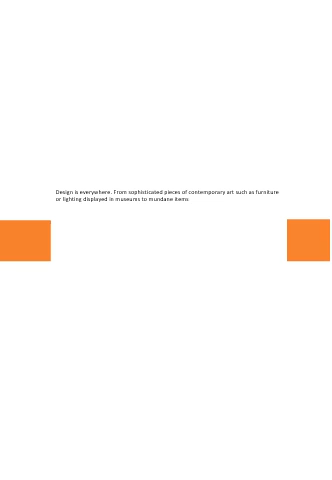 Design is everywhere. From sophisticated pieces of contemporary art such as furniture
or lighting displayed in museums to mundane items